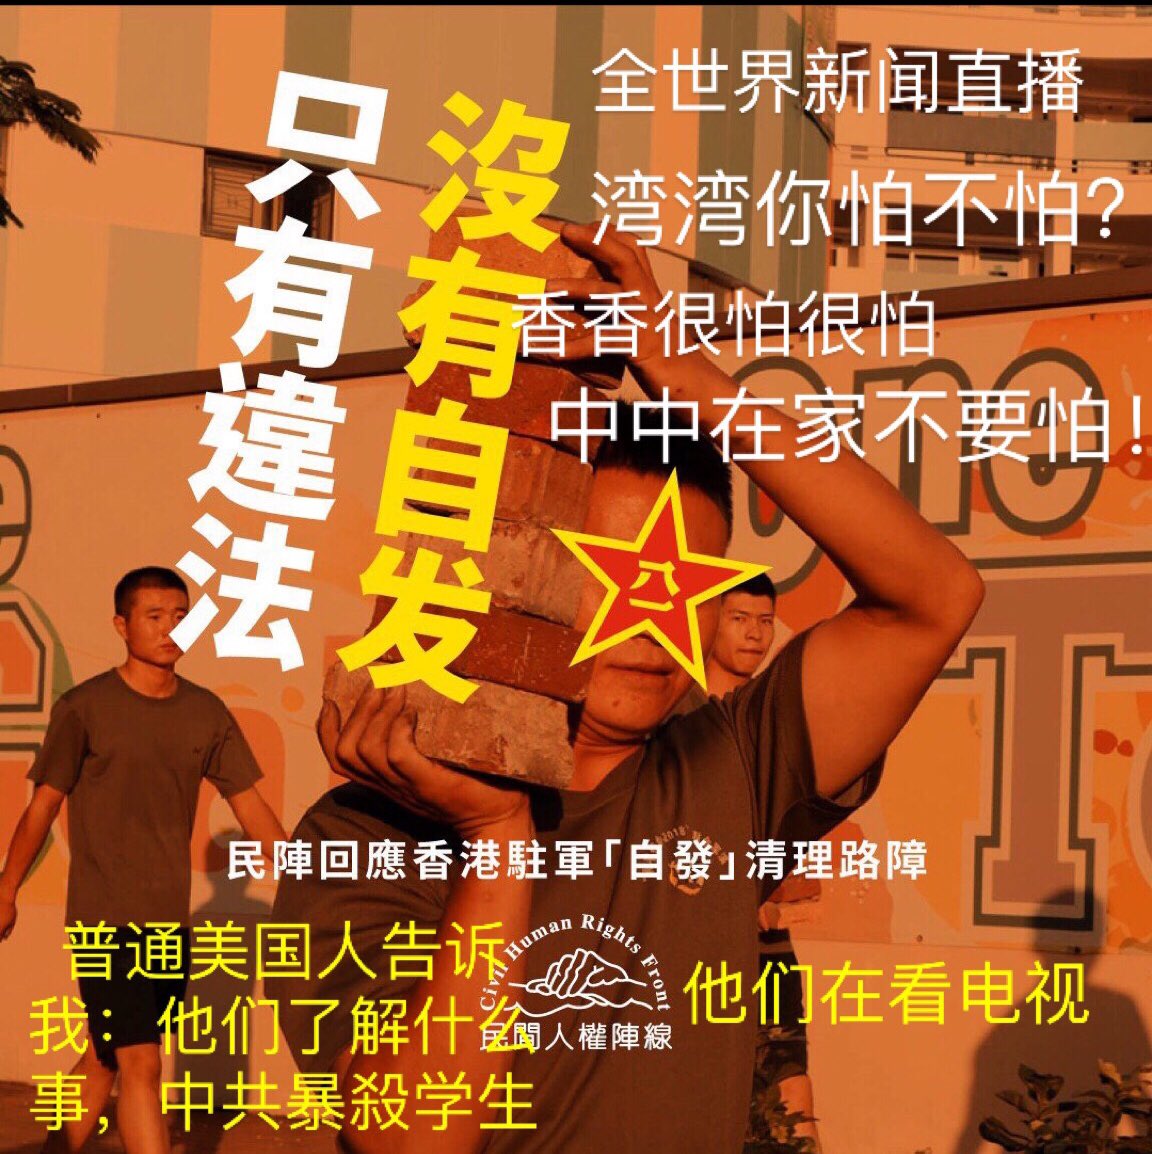 全世界新闻直播
湾湾你怕不怕?
香香很怕很怕
中中在家不要怕!
沒有自发
只有違法
八一
民陣回應香港駐軍「自發」清理路障
Civil Human Rights Front
民間人權陣線
普通美国人告诉
我：他们了解什么
事，中共暴殺学生
他们在看电视